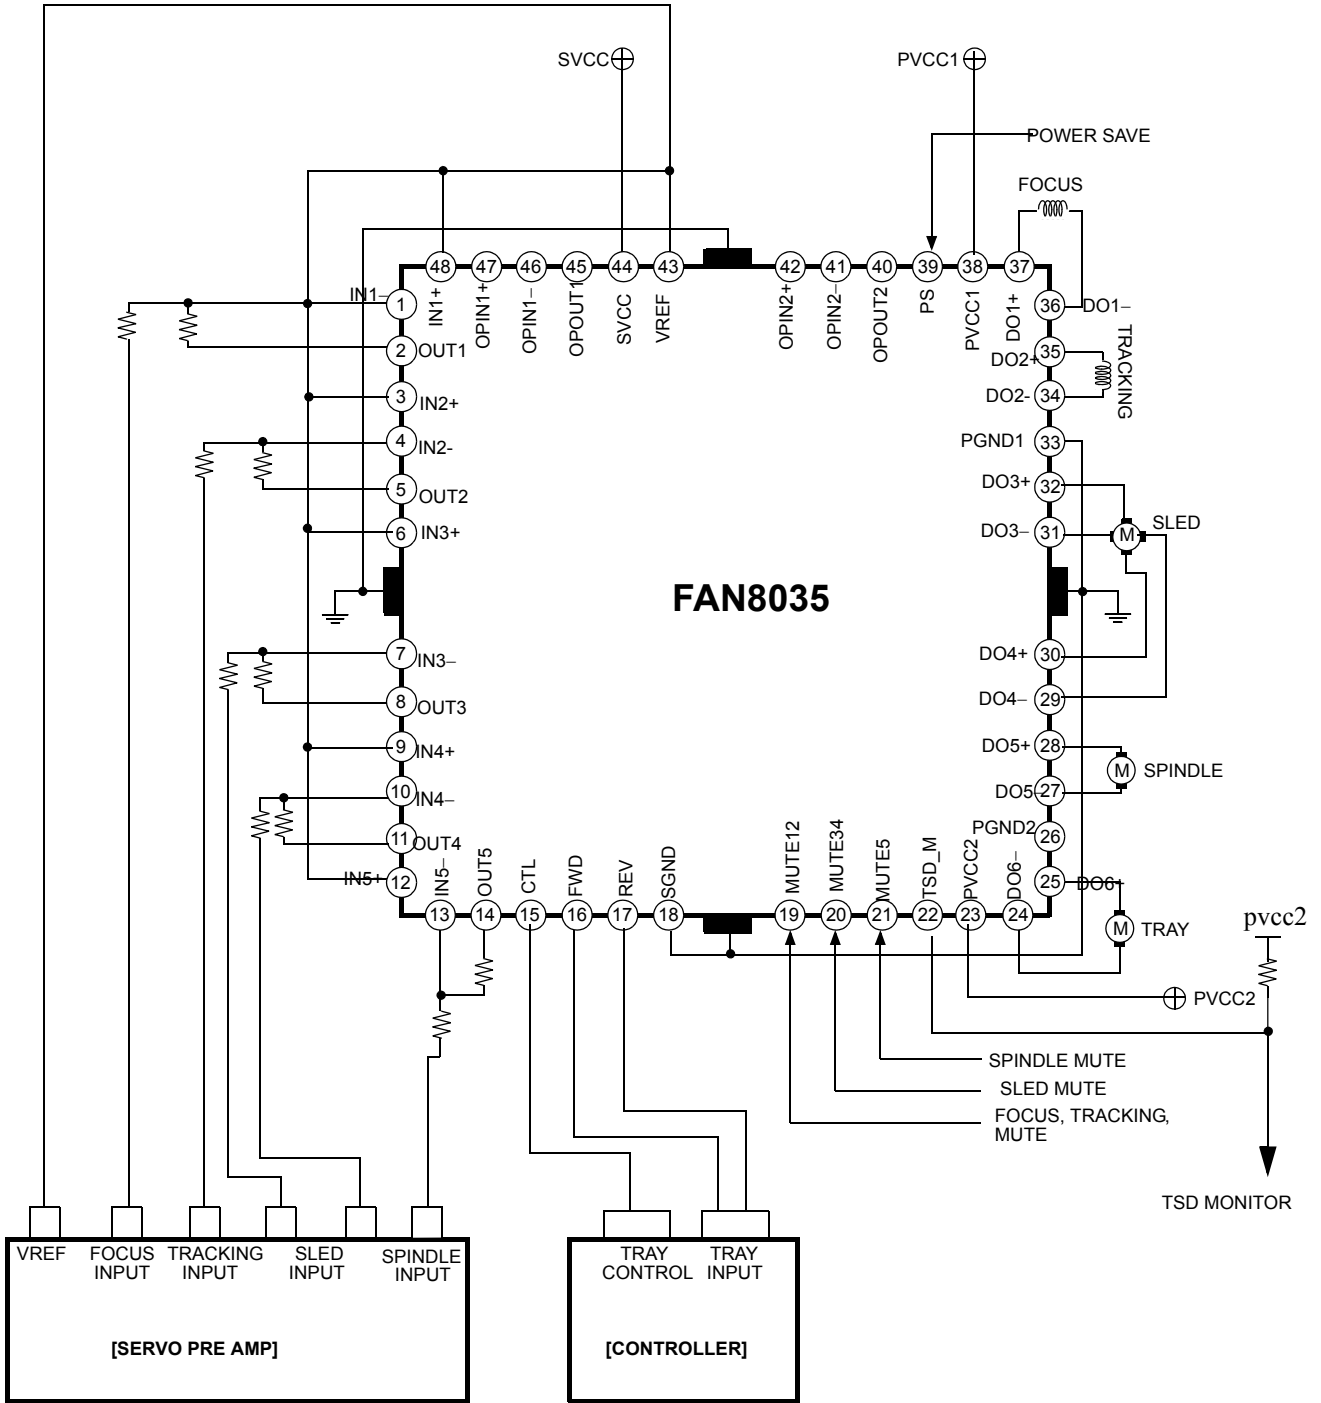 SVCC
PVCC1
POWER SAVE
FOCUS
48 47 46 45 44 43 42 41 40 39 38 37
IN1+
OPIN1+
OPIN1−
OPOUT1
SVCC
VREF
OPIN2+
OPIN2−
OPOUT2
PS
PVCC1
DO1+
IN1−
1
2 OUT1
3 IN2+
4 IN2-
5 OUT2
6 IN3+
7 IN3−
8 OUT3
9 IN4+
10 IN4−
11 OUT4
IN5+ 12
FAN8035
36 DO1−
DO2+ 35
DO2- 34
TRACKING
PGND1 33
DO3+ 32
DO3− 31
M SLED
DO4+ 30
DO4− 29
DO5+ 28
M SPINDLE
DO5− 27
PGND2 26
25 DO6+
IN5−
OUT5
CTL
FWD
REV
SGND
MUTE12
MUTE34
MUTE5
TSD_M
PVCC2
DO6−
13 14 15 16 17 18 19 20 21 22 23 24
M TRAY
pvcc2
PVCC2
SPINDLE MUTE
SLED MUTE
FOCUS, TRACKING,
MUTE
TSD MONITOR
VREF
FOCUS
INPUT
TRACKING
INPUT
SLED
INPUT
SPINDLE
INPUT
[SERVO PRE AMP]
TRAY
CONTROL
TRAY
INPUT
[CONTROLLER]